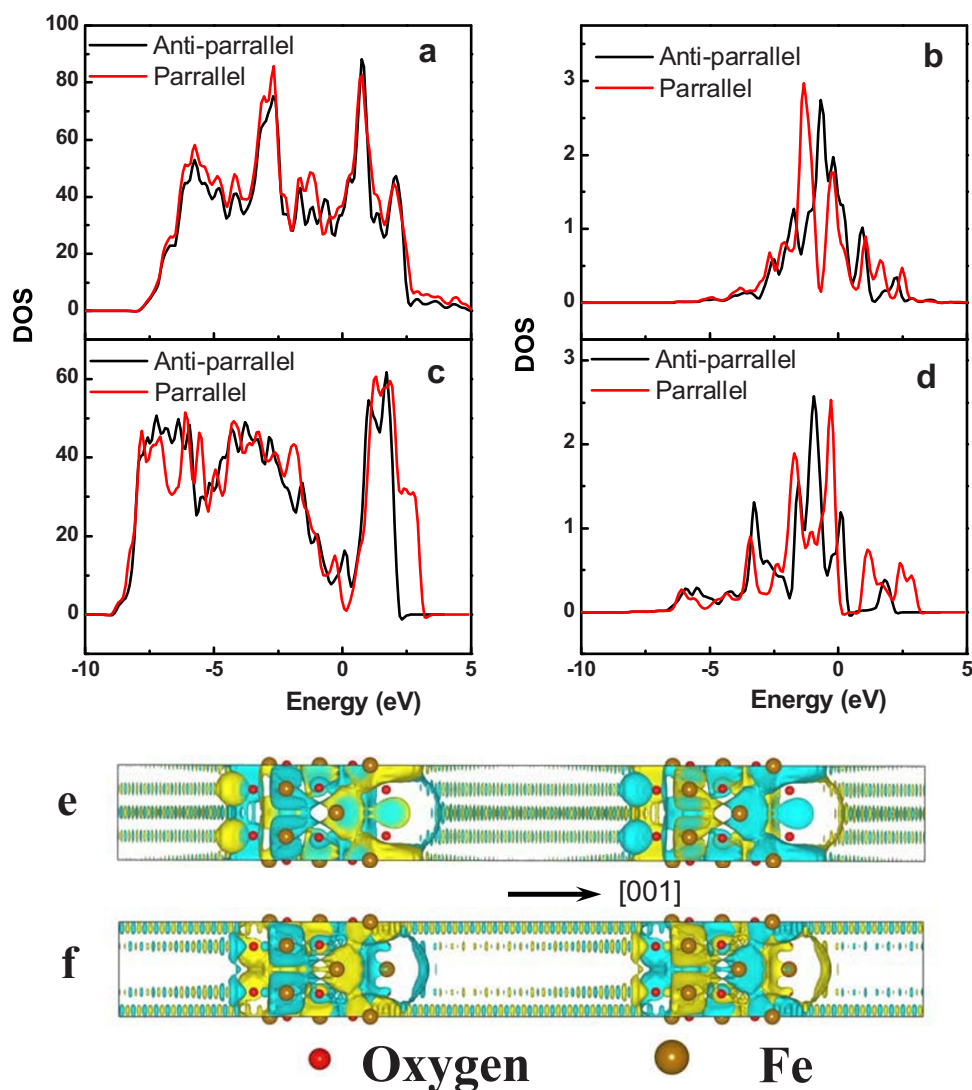 100
80
60
40
20
0
DOS
Anti-parrallel
Parrallel
a
3
2
1
0
DOS
Anti-parrallel
Parrallel
b
60
40
20
0
Anti-parrallel
Parrallel
c
-10 -5 0 5
Energy (eV)
3
2
1
0
Anti-parrallel
Parrallel
d
-10 -5 0 5
Energy (eV)
e
[001]
f
Oxygen Fe